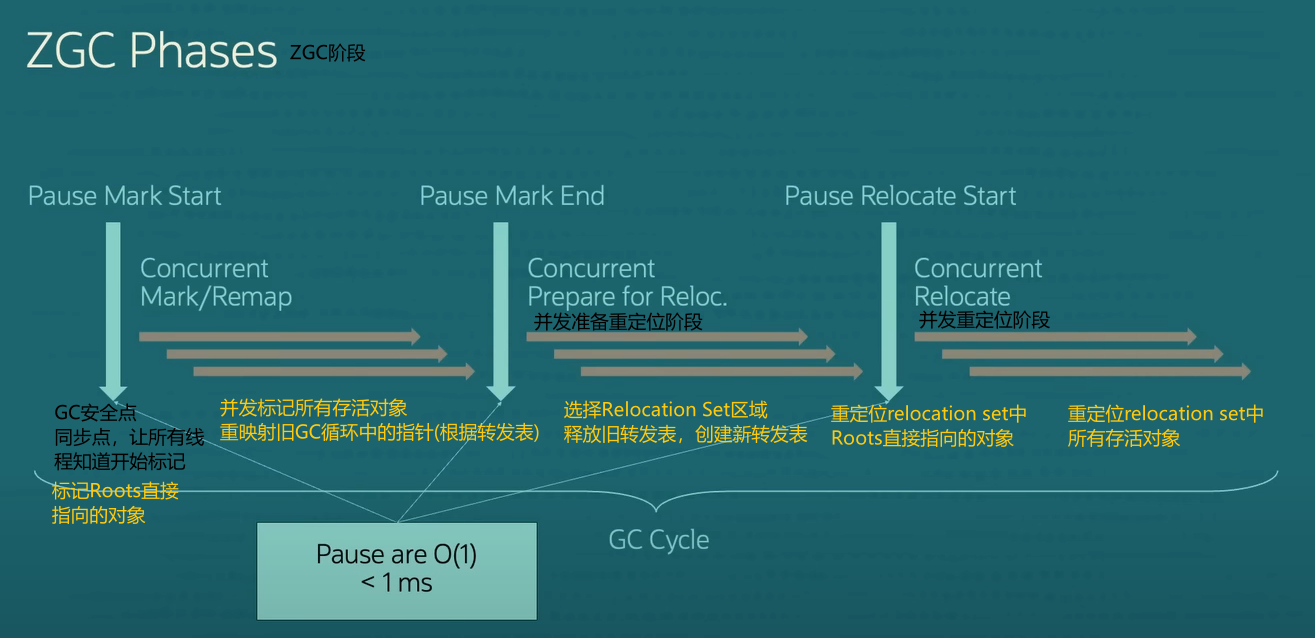 ZGC Phases ZGC阶段
Pause Mark Start
Pause Mark End
Pause Relocate Start
Concurrent
Mark/Remap
Concurrent
Prepare for Reloc.
并发准备重定位阶段
Concurrent
Relocate
并发重定位阶段
GC安全点
同步点，让所有线
程知道开始标记
标记Roots直接
指向的对象
并发标记所有存活对象
重映射旧GC循环中的指针(根据转发表)
选择Relocation Set区域
释放旧转发表，创建新转发表
重定位relocation set中
Roots直接指向的对象
重定位relocation set中
所有存活对象
GC Cycle
Pause are O(1)
< 1 ms